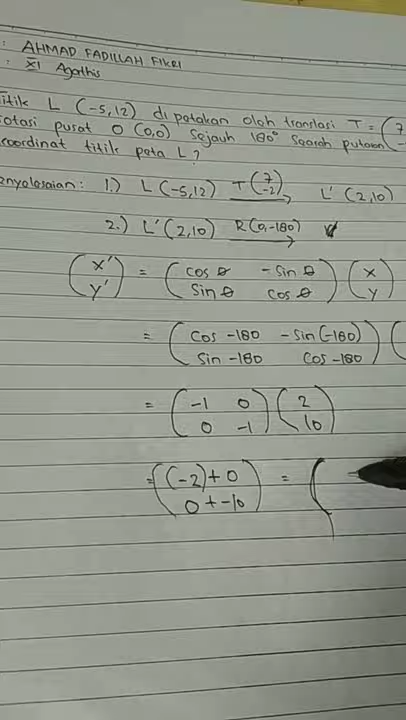 : AHMAD FADILLAH FIKRI
: XI Agathis
titik L (-5,12) di petakan oleh translasi T = (7
-2
rotasi pusat O (0,0) sejauh 180° searah putaran
coordinat titik peta L?
enyelesaian : 1.) L(-5,12) T(7 -2) → L'(2,10)
2.) L'(2,10) R(0,-180) →
(x' y') = (cos θ -sin θ sin θ cos θ) (x y)
= (cos -180 -sin(-180) sin -180 cos -180) (
= (-1 0 0 -1) (2 10)
= ((-2)+0 0+-10) = (